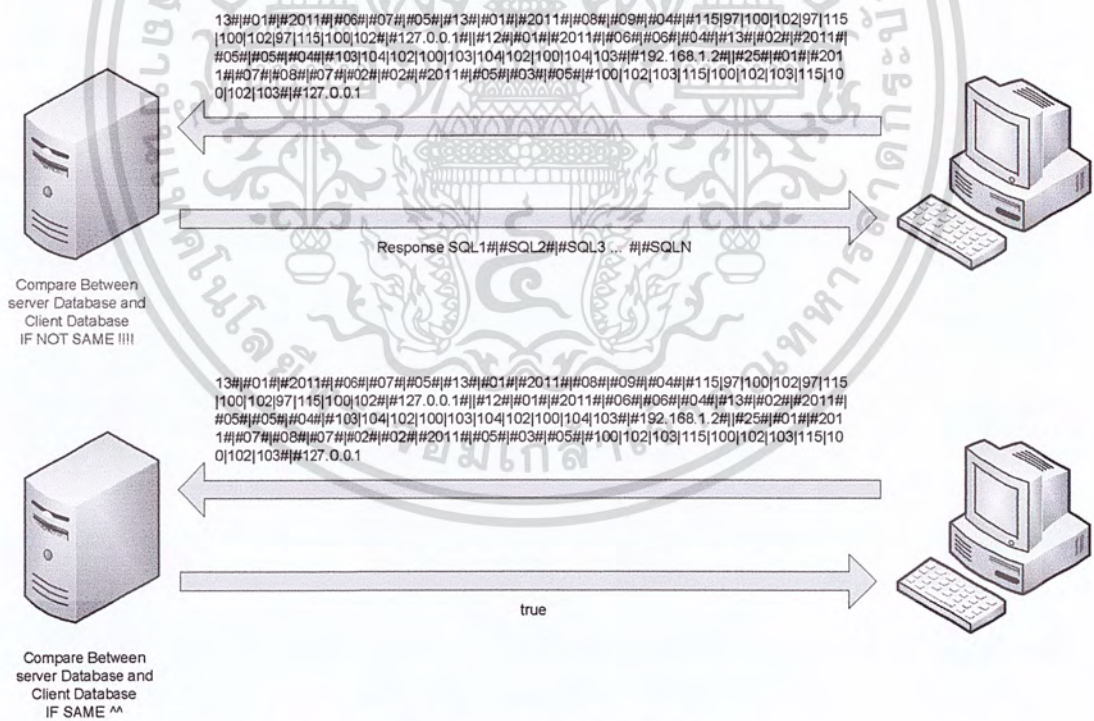 13#|#01#|#2011#|#06#|#07#|#05#|#13#|#01#|#2011#|#08#|#09#|#04#|#115|97|100|102|97|115
|100|102|97|115|100|102#|#127.0.0.1#||#12#|#01#|#2011#|#06#|#06#|#04#|#13#|#02#|#2011#|
#05#|#05#|#04#|#103|104|102|100|103|104|102|100|104|103#|#192.168.1.2#||#25#|#01#|#201
1#|#07#|#08#|#07#|#02#|#02#|#2011#|#05#|#03#|#05#|#100|102|103|115|100|102|103|115|10
0|102|103#|#127.0.0.1
Response SQL1#|#SQL2#|#SQL3 ... #|#SQLN
Compare Between
server Database and
Client Database
IF NOT SAME !!!!
13#|#01#|#2011#|#06#|#07#|#05#|#13#|#01#|#2011#|#08#|#09#|#04#|#115|97|100|102|97|115
|100|102|97|115|100|102#|#127.0.0.1#||#12#|#01#|#2011#|#06#|#06#|#04#|#13#|#02#|#2011#|
#05#|#05#|#04#|#103|104|102|100|103|104|102|100|104|103#|#192.168.1.2#||#25#|#01#|#201
1#|#07#|#08#|#07#|#02#|#02#|#2011#|#05#|#03#|#05#|#100|102|103|115|100|102|103|115|10
0|102|103#|#127.0.0.1
true
Compare Between
server Database and
Client Database
IF SAME ^^